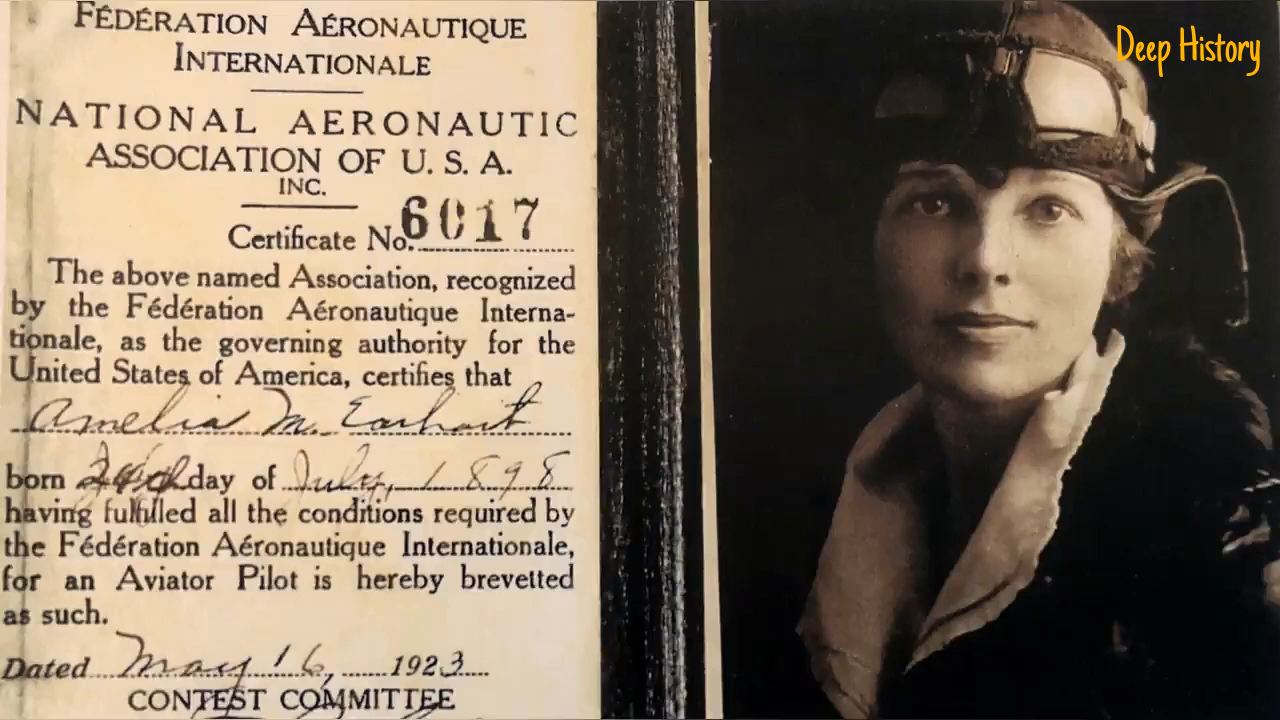 FÉDÉRATION AÉRONAUTIQUE
INTERNATIONALE
NATIONAL AERONAUTIC
ASSOCIATION OF U. S. A.
INC.
Certificate No. 6017
The above named Association, recognized
by the Fédération Aéronautique Interna-
tionale, as the governing authority for the
United States of America, certifies that
Amelia M. Earhart
born 24th day of July, 1898
having fulfilled all the conditions required by
the Fédération Aéronautique Internationale,
for an Aviator Pilot is hereby brevetted
as such.
Dated May 16, 1923
CONTEST COMMITTEE
Deep History